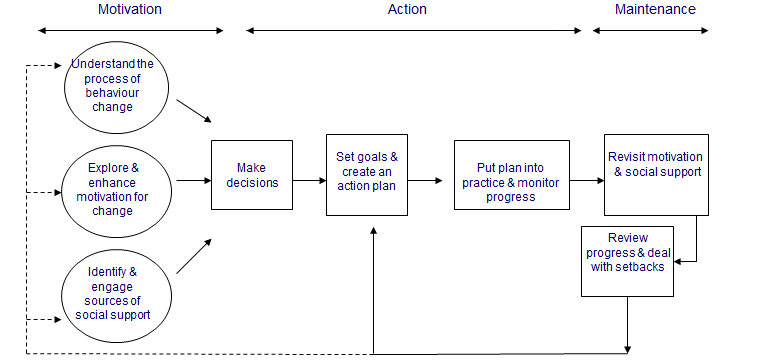 Motivation
Action
Maintenance
Understand the
process of
behaviour
change
Explore &
enhance
motivation for
change
Identify &
engage
sources of
social support
Make
decisions
Set goals &
create an
action plan
Put plan into
practice & monitor
progress
Revisit motivation
& social support
Review
progress & deal
with setbacks